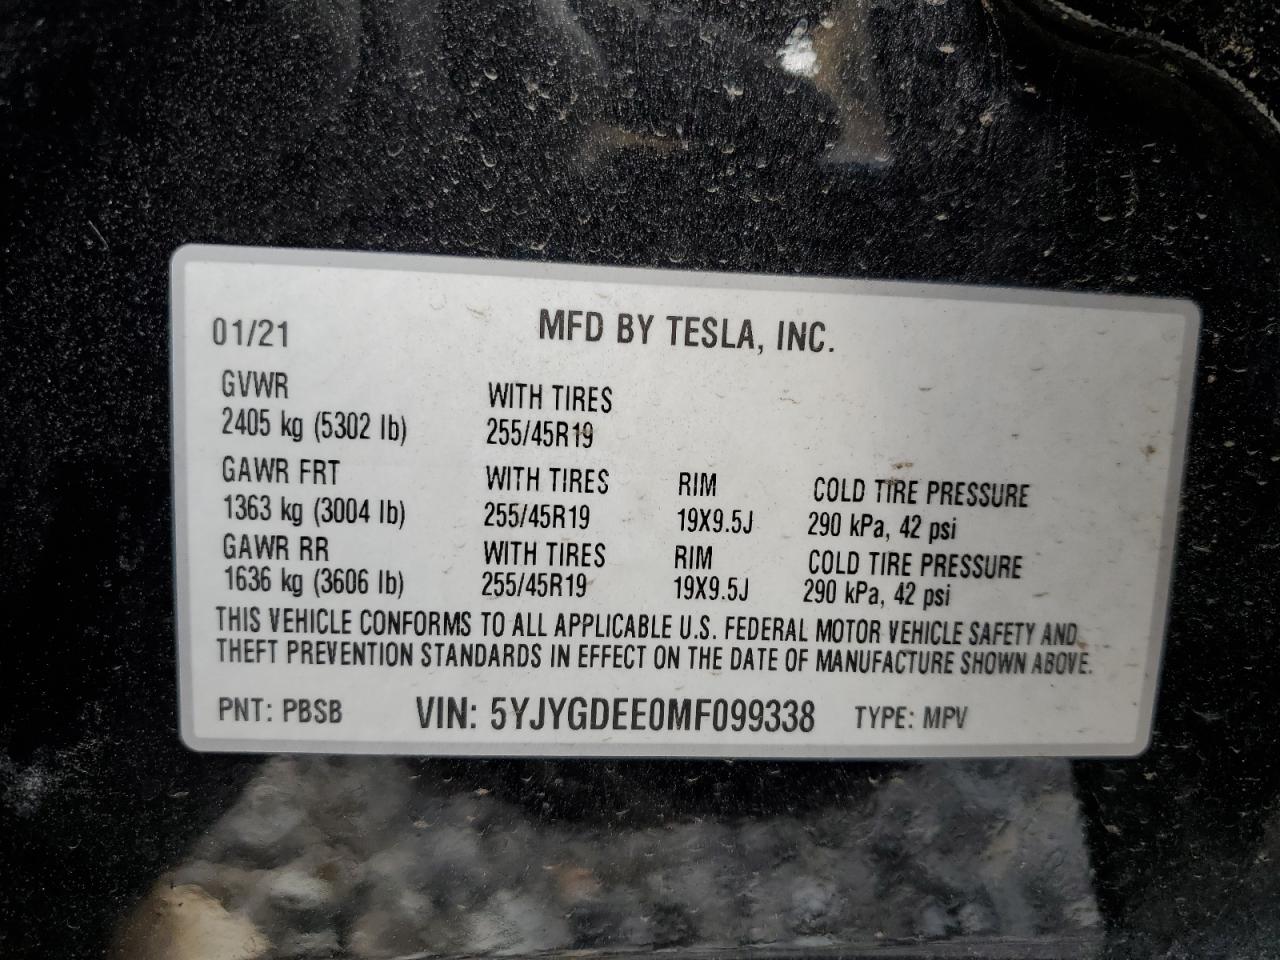 01/21 MFD BY TESLA, INC.
GVWR WITH TIRES
2405 kg (5302 lb) 255/45R19
GAWR FRT WITH TIRES RIM COLD TIRE PRESSURE
1363 kg (3004 lb) 255/45R19 19X9.5J 290 kPa, 42 psi
GAWR RR WITH TIRES RIM COLD TIRE PRESSURE
1636 kg (3606 lb) 255/45R19 19X9.5J 290 kPa, 42 psi
THIS VEHICLE CONFORMS TO ALL APPLICABLE U.S. FEDERAL MOTOR VEHICLE SAFETY AND
THEFT PREVENTION STANDARDS IN EFFECT ON THE DATE OF MANUFACTURE SHOWN ABOVE.
PNT: PBSB VIN: 5YJYGDEE0MF099338 TYPE: MPV